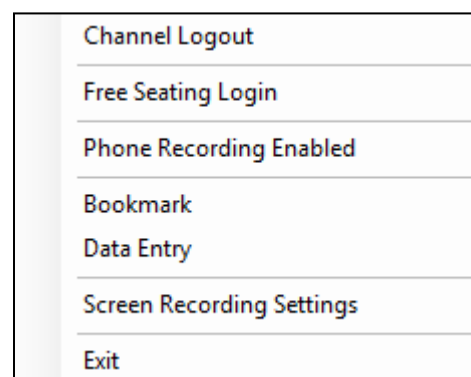 Channel Logout
Free Seating Login
Phone Recording Enabled
Bookmark
Data Entry
Screen Recording Settings
Exit